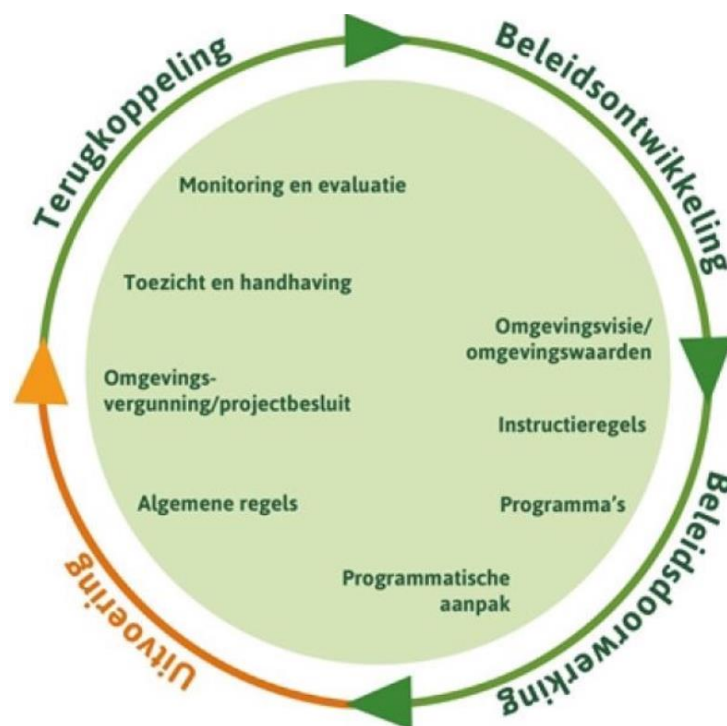 Terugkoppeling
Beleidsontwikkeling
Monitoring en evaluatie
Toezicht en handhaving
Omgevingsvisie/
omgevingswaarden
Omgevings-
vergunning/projectbesluit
Instructieregels
Algemene regels
Programma's
Programmatische
aanpak
Uitvoering
Beleidsdoorwerking